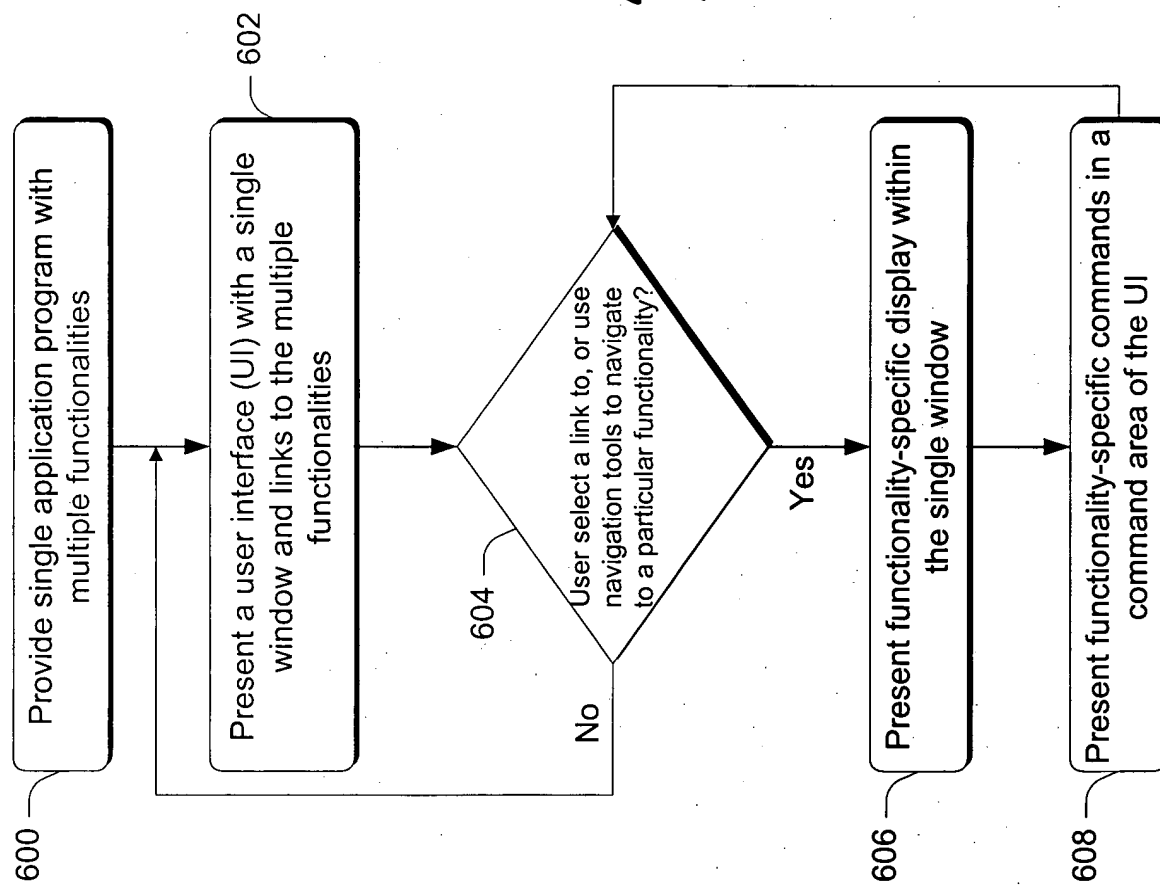 600
Provide single application program with
multiple functionalities
602
Present a user interface (UI) with a single
window and links to the multiple
functionalities
604
User select a link to, or use
navigation tools to navigate
to a particular functionality?
No
Yes
606
Present functionality-specific display within
the single window
608
Present functionality-specific commands in a
command area of the UI